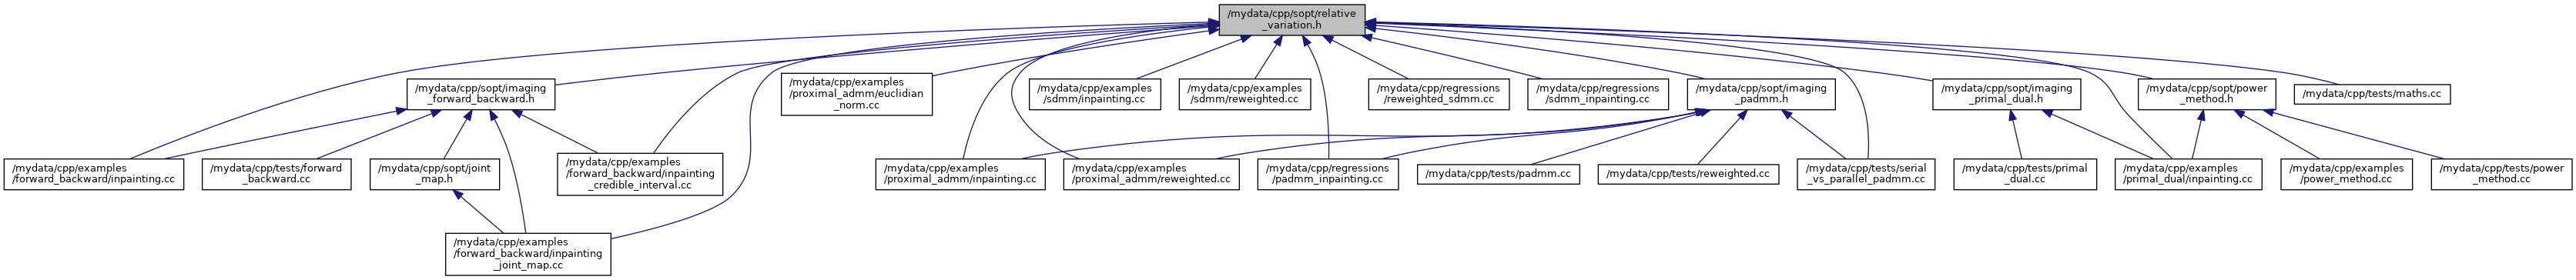 /mydata/cpp/sopt/relative
_variation.h
/mydata/cpp/sopt/imaging
_forward_backward.h
/mydata/cpp/examples
/proximal_admm/euclidian
_norm.cc
/mydata/cpp/examples
/sdmm/inpainting.cc
/mydata/cpp/examples
/sdmm/reweighted.cc
/mydata/cpp/regressions
/reweighted_sdmm.cc
/mydata/cpp/regressions
/sdmm_inpainting.cc
/mydata/cpp/sopt/imaging
_padmm.h
/mydata/cpp/sopt/imaging
_primal_dual.h
/mydata/cpp/sopt/power
_method.h
/mydata/cpp/tests/maths.cc
/mydata/cpp/examples
/forward_backward/inpainting.cc
/mydata/cpp/tests/forward
_backward.cc
/mydata/cpp/sopt/joint
_map.h
/mydata/cpp/examples
/forward_backward/inpainting
_credible_interval.cc
/mydata/cpp/examples
/proximal_admm/inpainting.cc
/mydata/cpp/examples
/proximal_admm/reweighted.cc
/mydata/cpp/regressions
/padmm_inpainting.cc
/mydata/cpp/tests/padmm.cc
/mydata/cpp/tests/reweighted.cc
/mydata/cpp/tests/serial
_vs_parallel_padmm.cc
/mydata/cpp/tests/primal
_dual.cc
/mydata/cpp/examples
/primal_dual/inpainting.cc
/mydata/cpp/examples
/power_method.cc
/mydata/cpp/tests/power
_method.cc
/mydata/cpp/examples
/forward_backward/inpainting
_joint_map.cc